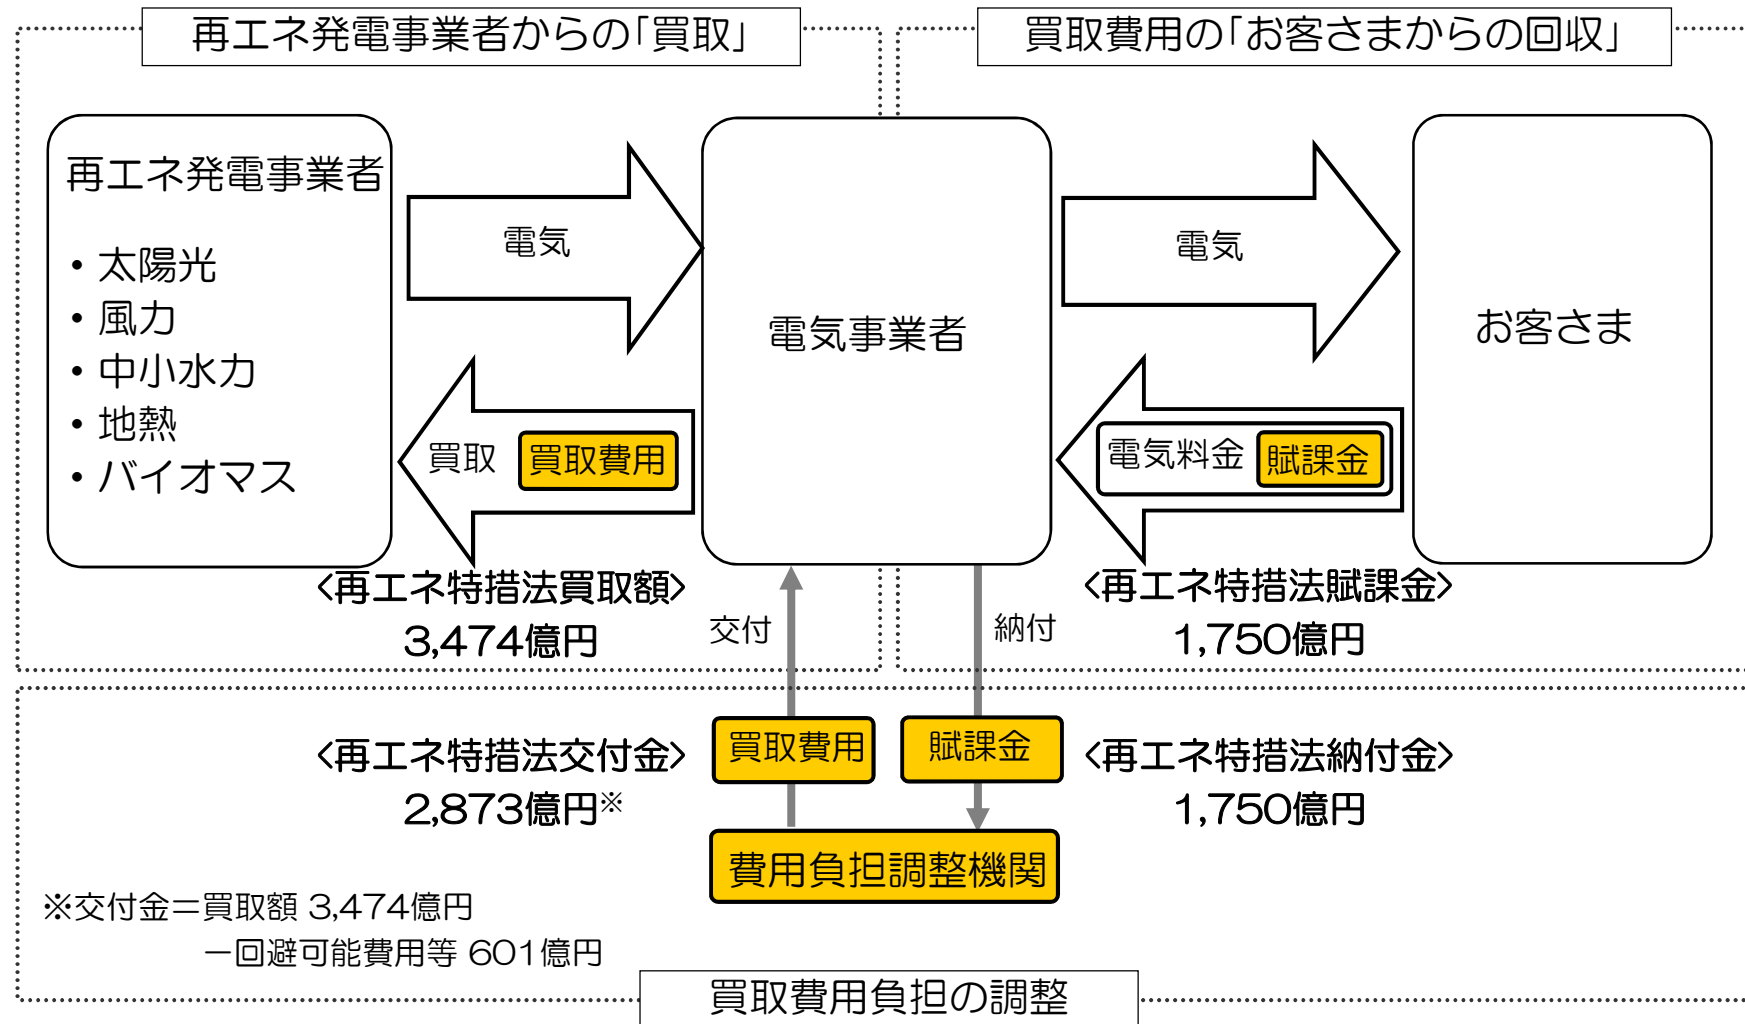 再エネ発電事業者からの「買取」
買取費用の「お客さまからの回収」
再エネ発電事業者
・太陽光
・風力
・中小水力
・地熱
・バイオマス
電気
買取 買取費用
電気事業者
電気
電気料金 賦課金
お客さま
<再エネ特措法買取額>
3,474億円
交付
納付
<再エネ特措法賦課金>
1,750億円
<再エネ特措法交付金>
2,873億円※
買取費用
賦課金
<再エネ特措法納付金>
1,750億円
費用負担調整機関
※交付金＝買取額 3,474億円
－回避可能費用等 601億円
買取費用負担の調整